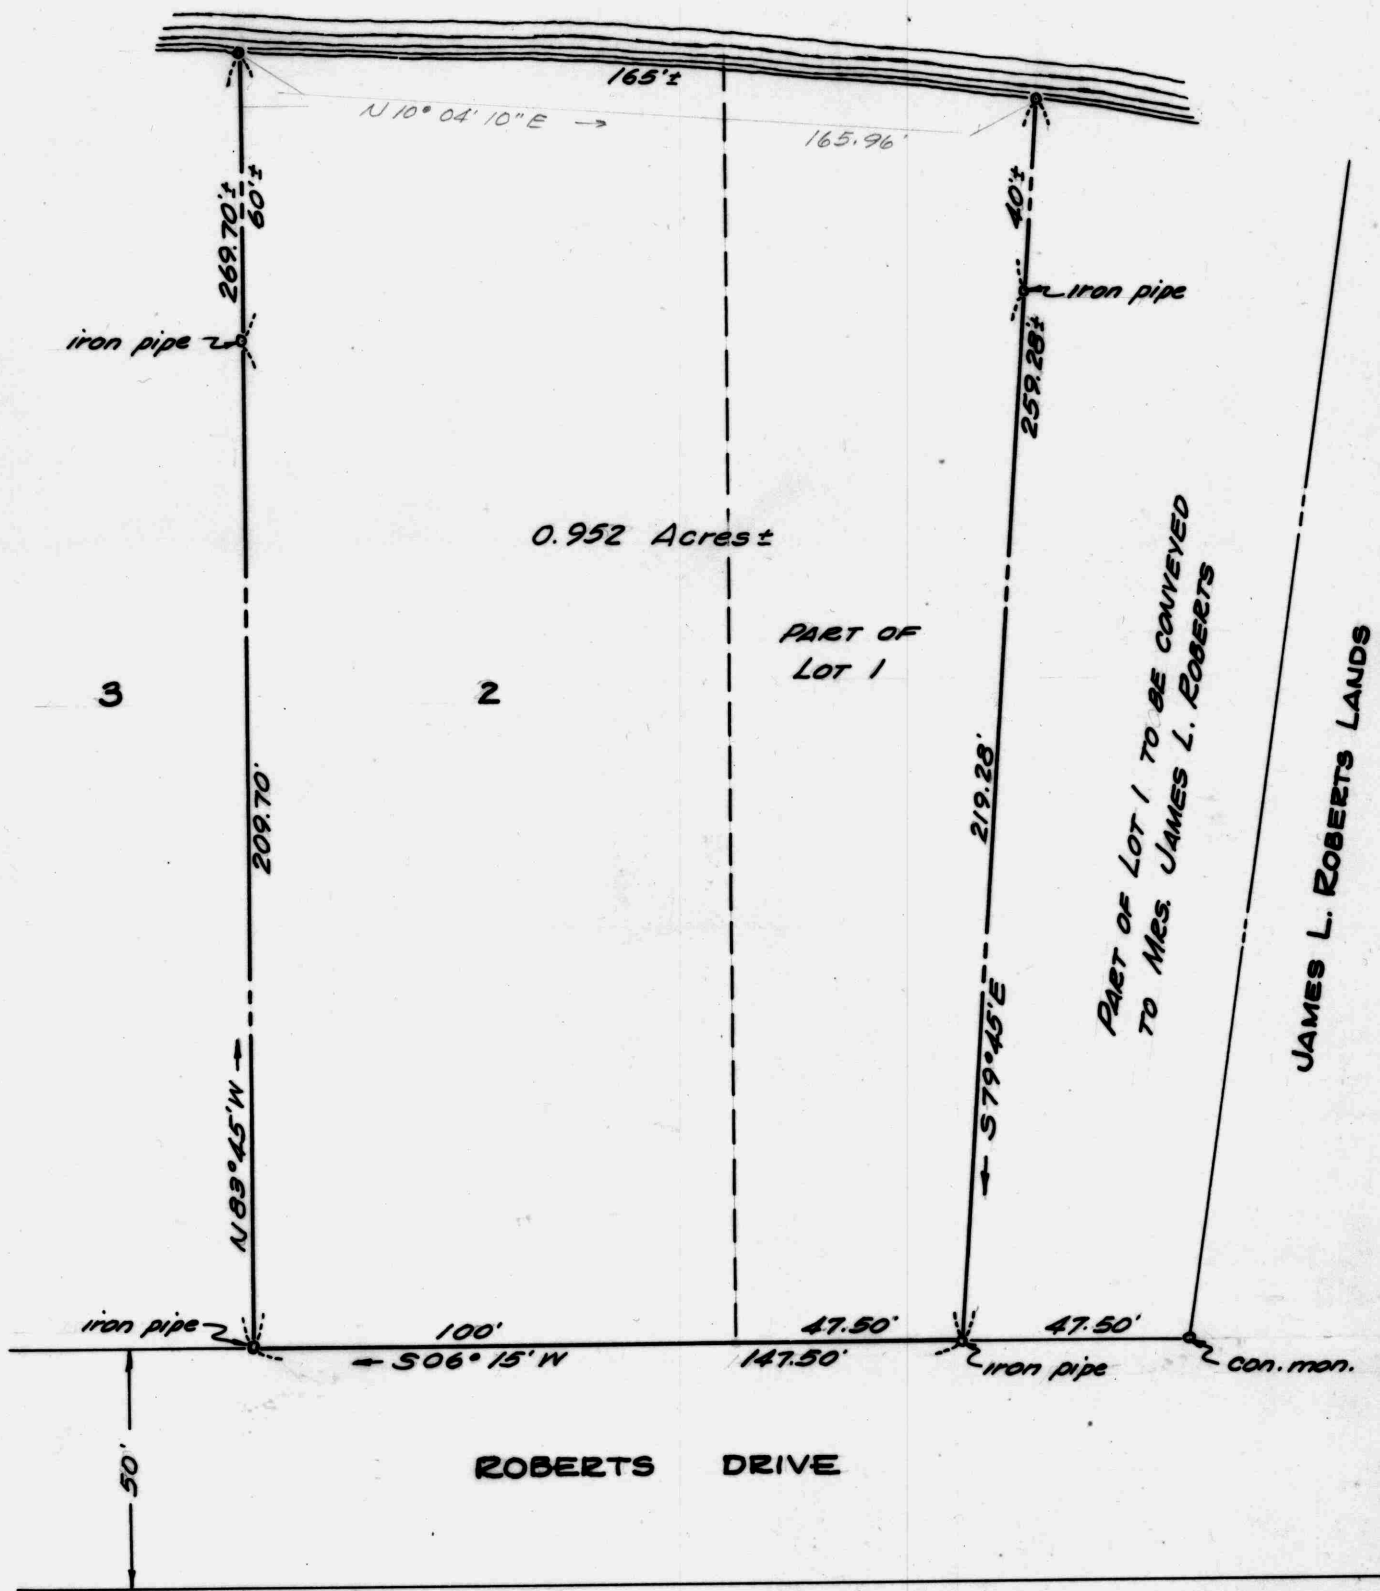 165'±
N 10° 04' 10" E →
165.96'
269.70'±
60'±
40'±
iron pipe
iron pipe
259.28'±
0.952 Acres±
PART OF
LOT 1
3
2
209.70'
219.28'
PART OF LOT 1 TO BE CONVEYED
TO MRS. JAMES L. ROBERTS
JAMES L. ROBERTS LANDS
N 83° 45' W →
← S 79° 45' E
iron pipe
100'
47.50'
47.50'
← S 06° 15' W
147.50'
iron pipe
con. mon.
50'
ROBERTS DRIVE